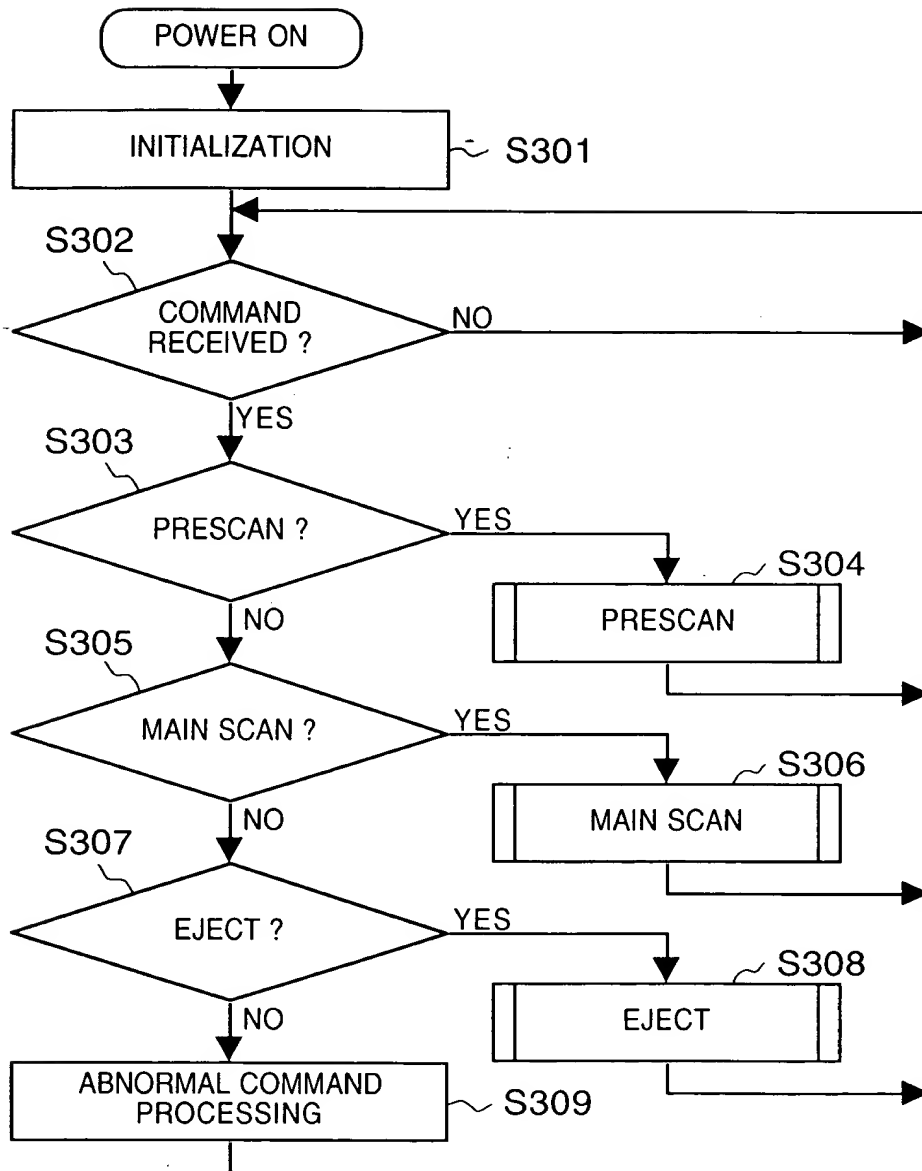 POWER ON
INITIALIZATION
S301
S302
COMMAND
RECEIVED ?
NO
YES
S303
PRESCAN ?
YES
S304
PRESCAN
NO
S305
MAIN SCAN ?
YES
S306
MAIN SCAN
NO
S307
EJECT ?
YES
S308
EJECT
NO
ABNORMAL COMMAND
PROCESSING
S309